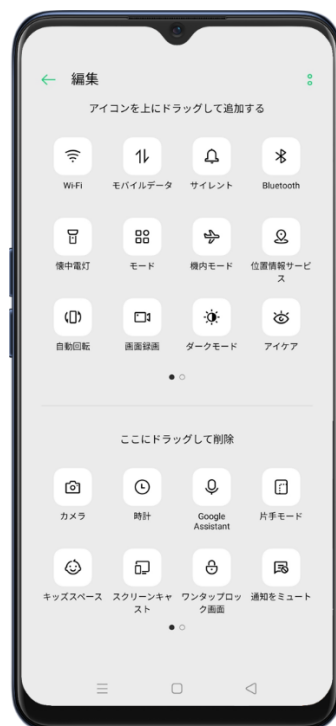 編集
アイコンを上にドラッグして追加する
Wi-Fi
モバイルデータ
サイレント
Bluetooth
懐中電灯
モード
機内モード
位置情報サービ
ス
自動回転
画面録画
ダークモード
アイケア
ここにドラッグして削除
カメラ
時計
Google
Assistant
片手モード
キッズスペース
スクリーンキャ
スト
ワンタップロッ
ク画面
通知をミュート